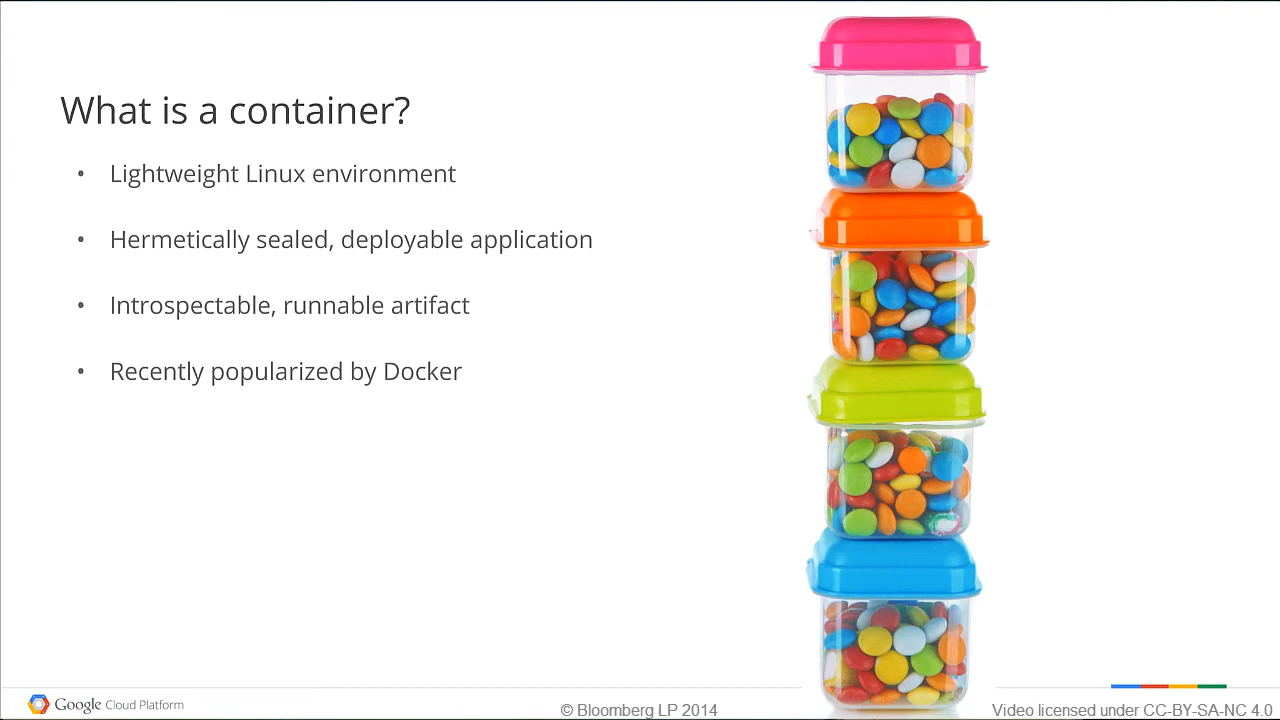 What is a container?
• Lightweight Linux environment
• Hermetically sealed, deployable application
• Introspectable, runnable artifact
• Recently popularized by Docker
Google Cloud Platform
© Bloomberg LP 2014
Video licensed under CC-BY-SA-NC 4.0